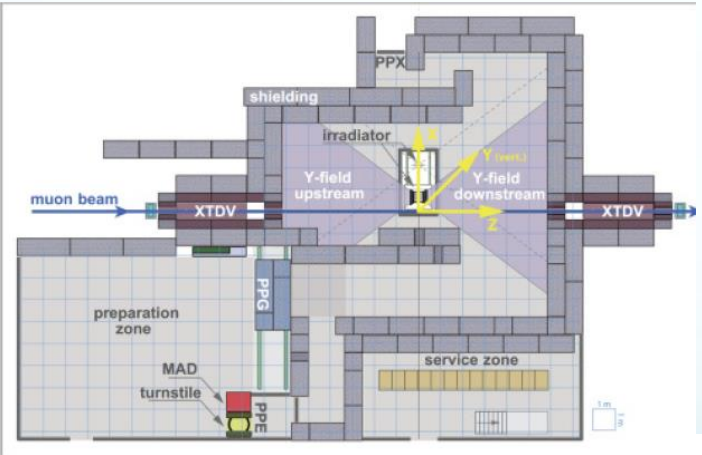 PPX
shielding
irradiator
X
Y (vert.)
Y-field
upstream
Y-field
downstream
muon beam
XTDV
Z
XTDV
PPG
preparation
zone
service zone
MAD
turnstile
PPE
1 m
1 m